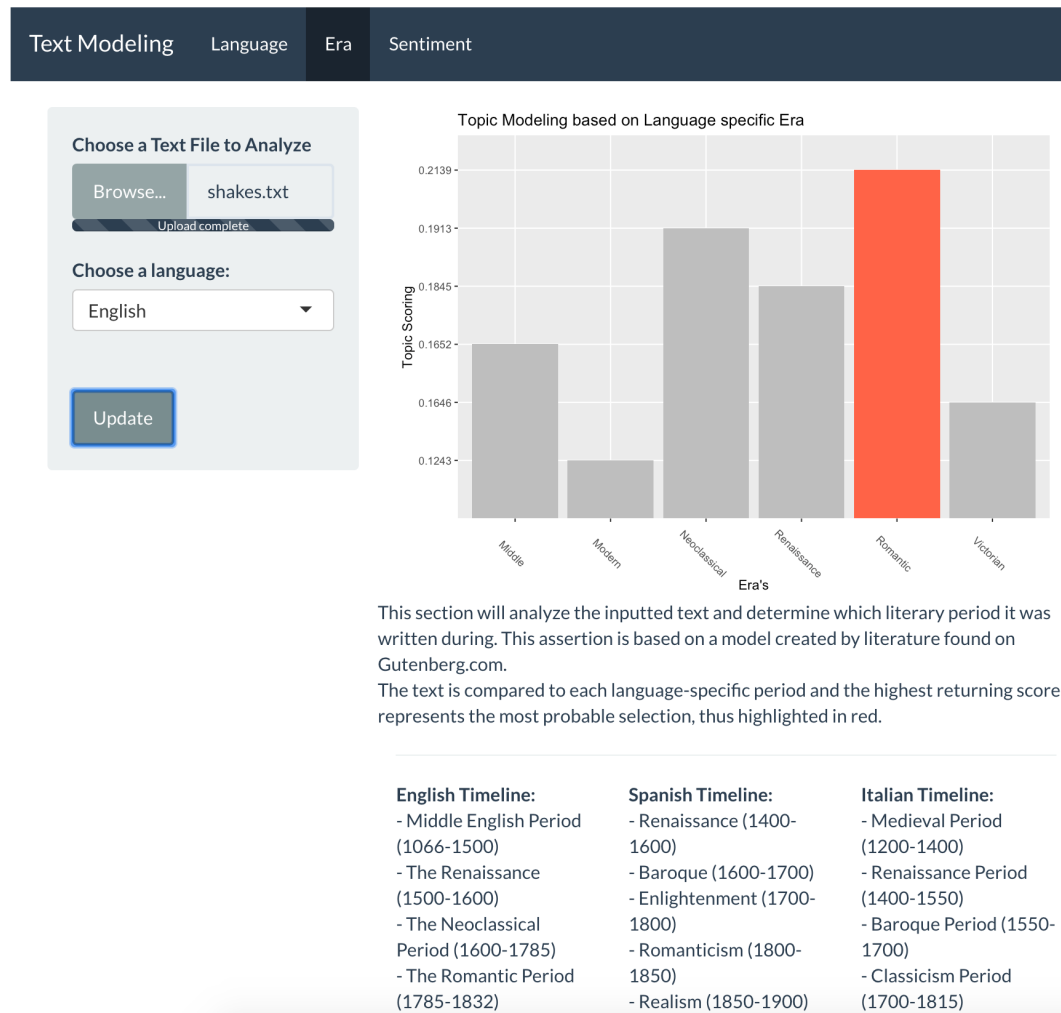 Text Modeling Language Era Sentiment
Choose a Text File to Analyze
Browse... shakes.txt
Upload complete
Choose a language:
English
Update
Topic Modeling based on Language specific Era
Topic Scoring
0.2139
0.1913
0.1845
0.1652
0.1646
0.1243
Middle Modern Neoclassical Renaissance Romantic Victorian
Era's
This section will analyze the inputted text and determine which literary period it was
written during. This assertion is based on a model created by literature found on
Gutenberg.com.
The text is compared to each language-specific period and the highest returning score
represents the most probable selection, thus highlighted in red.
English Timeline:
- Middle English Period
(1066-1500)
- The Renaissance
(1500-1600)
- The Neoclassical
Period (1600-1785)
- The Romantic Period
(1785-1832)
Spanish Timeline:
- Renaissance (1400-
1600)
- Baroque (1600-1700)
- Enlightenment (1700-
1800)
- Romanticism (1800-
1850)
- Realism (1850-1900)
Italian Timeline:
- Medieval Period
(1200-1400)
- Renaissance Period
(1400-1550)
- Baroque Period (1550-
1700)
- Classicism Period
(1700-1815)